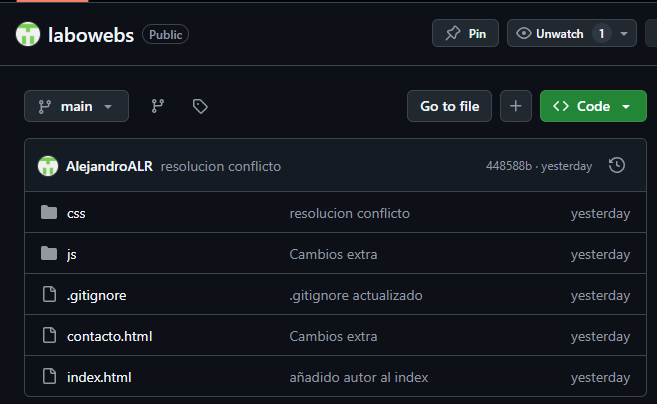 labowebs Public Pin Unwatch 1
main Go to file Code
AlejandroALR resolucion conflicto 448588b · yesterday
css resolucion conflicto yesterday
js Cambios extra yesterday
.gitignore .gitignore actualizado yesterday
contacto.html Cambios extra yesterday
index.html añadido autor al index yesterday